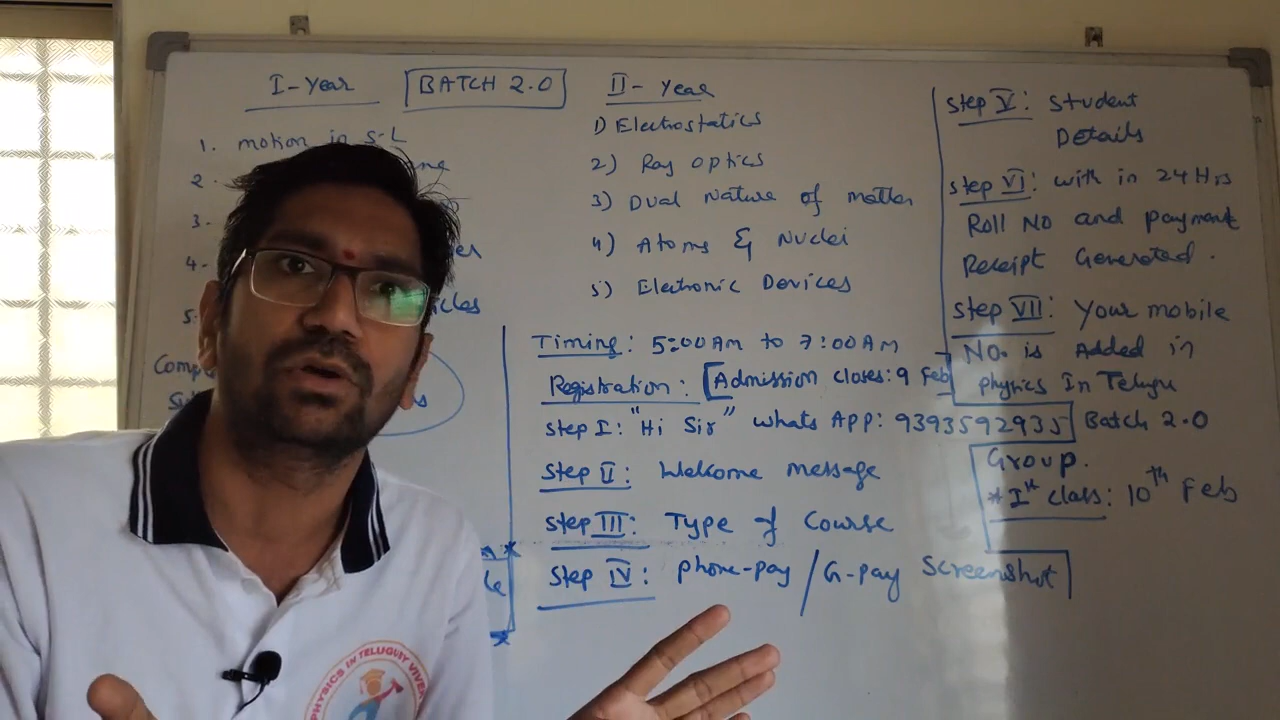 I-Year
BATCH 2.0
1. motion in S-L
2.
3.
4.
5.
II-Year
1) Electrostatics
2) Ray optics
3) Dual Nature of matter
4) Atoms & Nuclei
5) Electronic Devices
Timing: 5:00 Am to 7:00 Am
Registration: [Admission closes: 9 Feb]
Step I: "Hi Sir" whats App: 9393592935
Step II: Welcome message
Step III: Type of Course
Step IV: phone-pay / G-pay Screenshot
Step V: Student
Details
Step VI: with in 24 Hrs
Roll No and payment
Receipt Generated.
Step VII: Your mobile
No. is Added in
physics In Telugu
Batch 2.0
Group.
*Ist class: 10th Feb
PHYSICS IN TELUGU